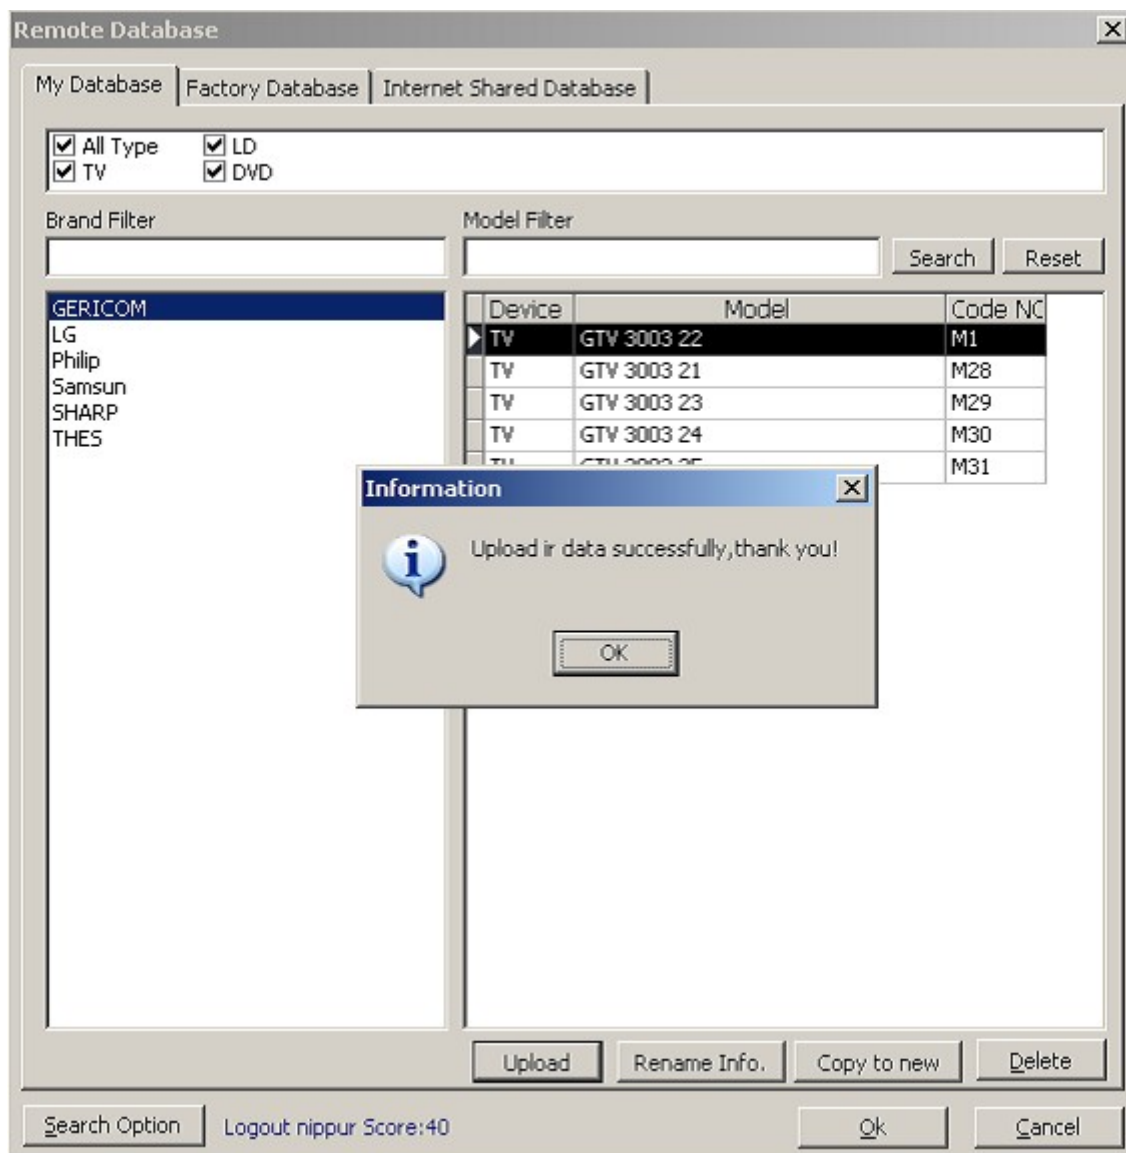 Remote Database
My Database Factory Database Internet Shared Database
All Type LD
TV DVD
Brand Filter Model Filter
Search Reset
GERICOM
LG
Philip
Samsun
SHARP
THES
Device Model Code NO
TV GTV 3003 22 M1
TV GTV 3003 21 M28
TV GTV 3003 23 M29
TV GTV 3003 24 M30
M31
Information
Upload ir data successfully,thank you!
OK
Upload Rename Info. Copy to new Delete
Search Option Logout nippur Score:40 Ok Cancel